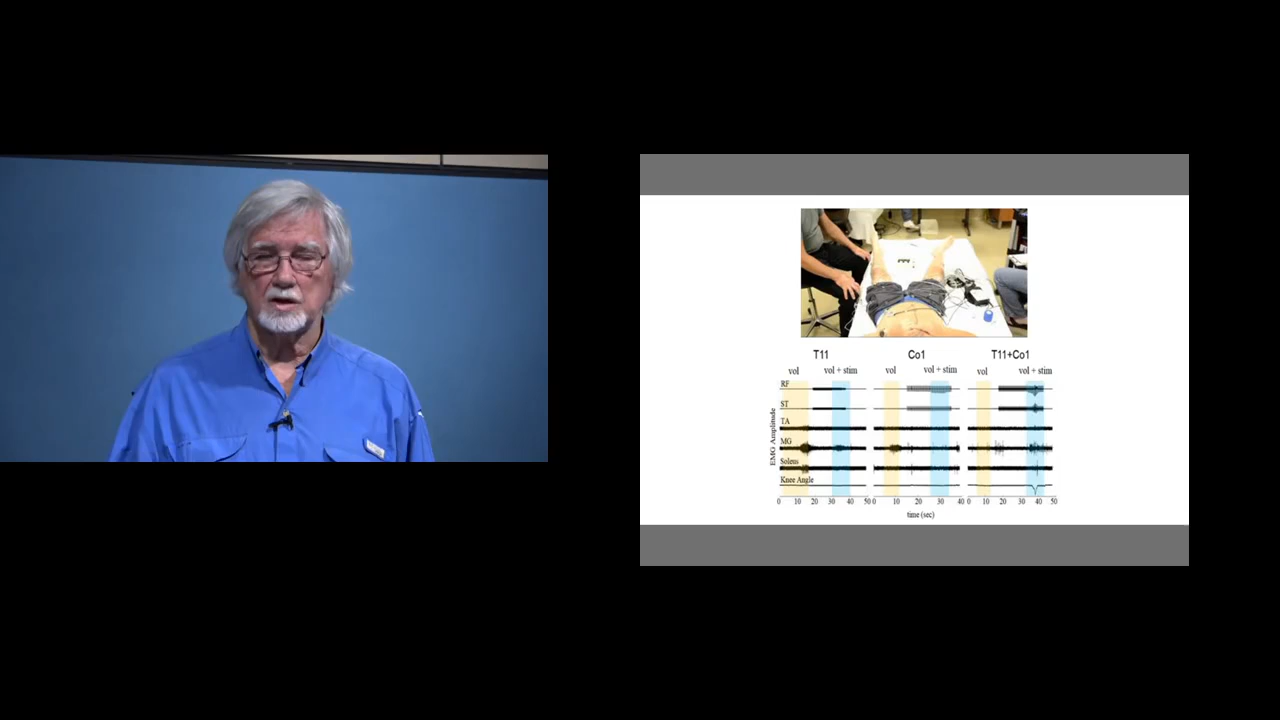 T11 Co1 T11+Co1
vol vol + stim vol vol + stim vol vol + stim
RF
ST
TA
MG
Soleus
Knee Angle
EMG Amplitude
0 10 20 30 40 50 0 10 20 30 40 0 10 20 30 40 50
time (sec)